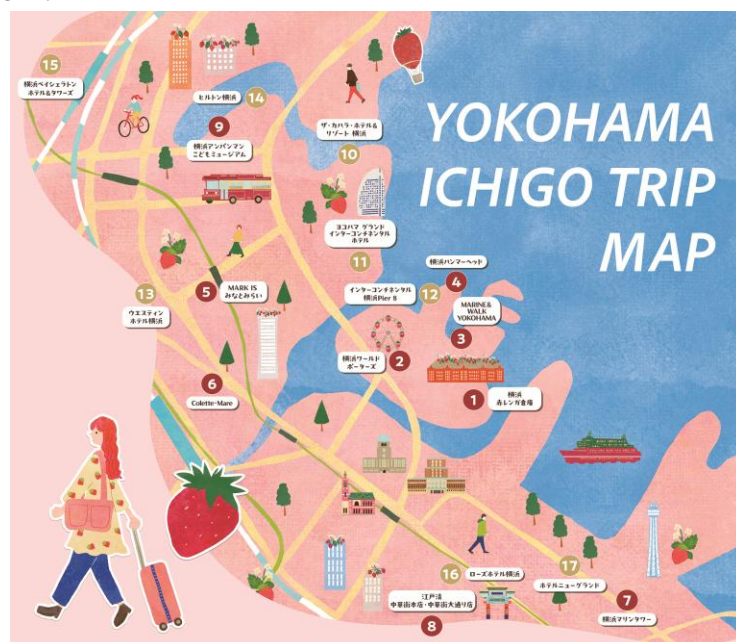 YOKOHAMA
ICHIGO TRIP
MAP
15
横浜ベイシェラトン
ホテル&タワーズ
ヒルトン横浜
14
9
横浜アンパンマン
こどもミュージアム
ザ・カハラ・ホテル&
リゾート 横浜
10
ヨコハマ グランド
インターコンチネンタル
ホテル
11
横浜ハンマーヘッド
4
インターコンチネンタル
横浜Pier 8
12
MARINE&
WALK
YOKOHAMA
3
5
MARK IS
みなとみらい
13
ウエスティン
ホテル横浜
横浜ワールド
ポーターズ
2
1
横浜
赤レンガ倉庫
6
Colette・Mare
16
ローズホテル横浜
17
ホテルニューグランド
江戸清
中華街本店・中華街大通り店
8
7
横浜マリンタワー